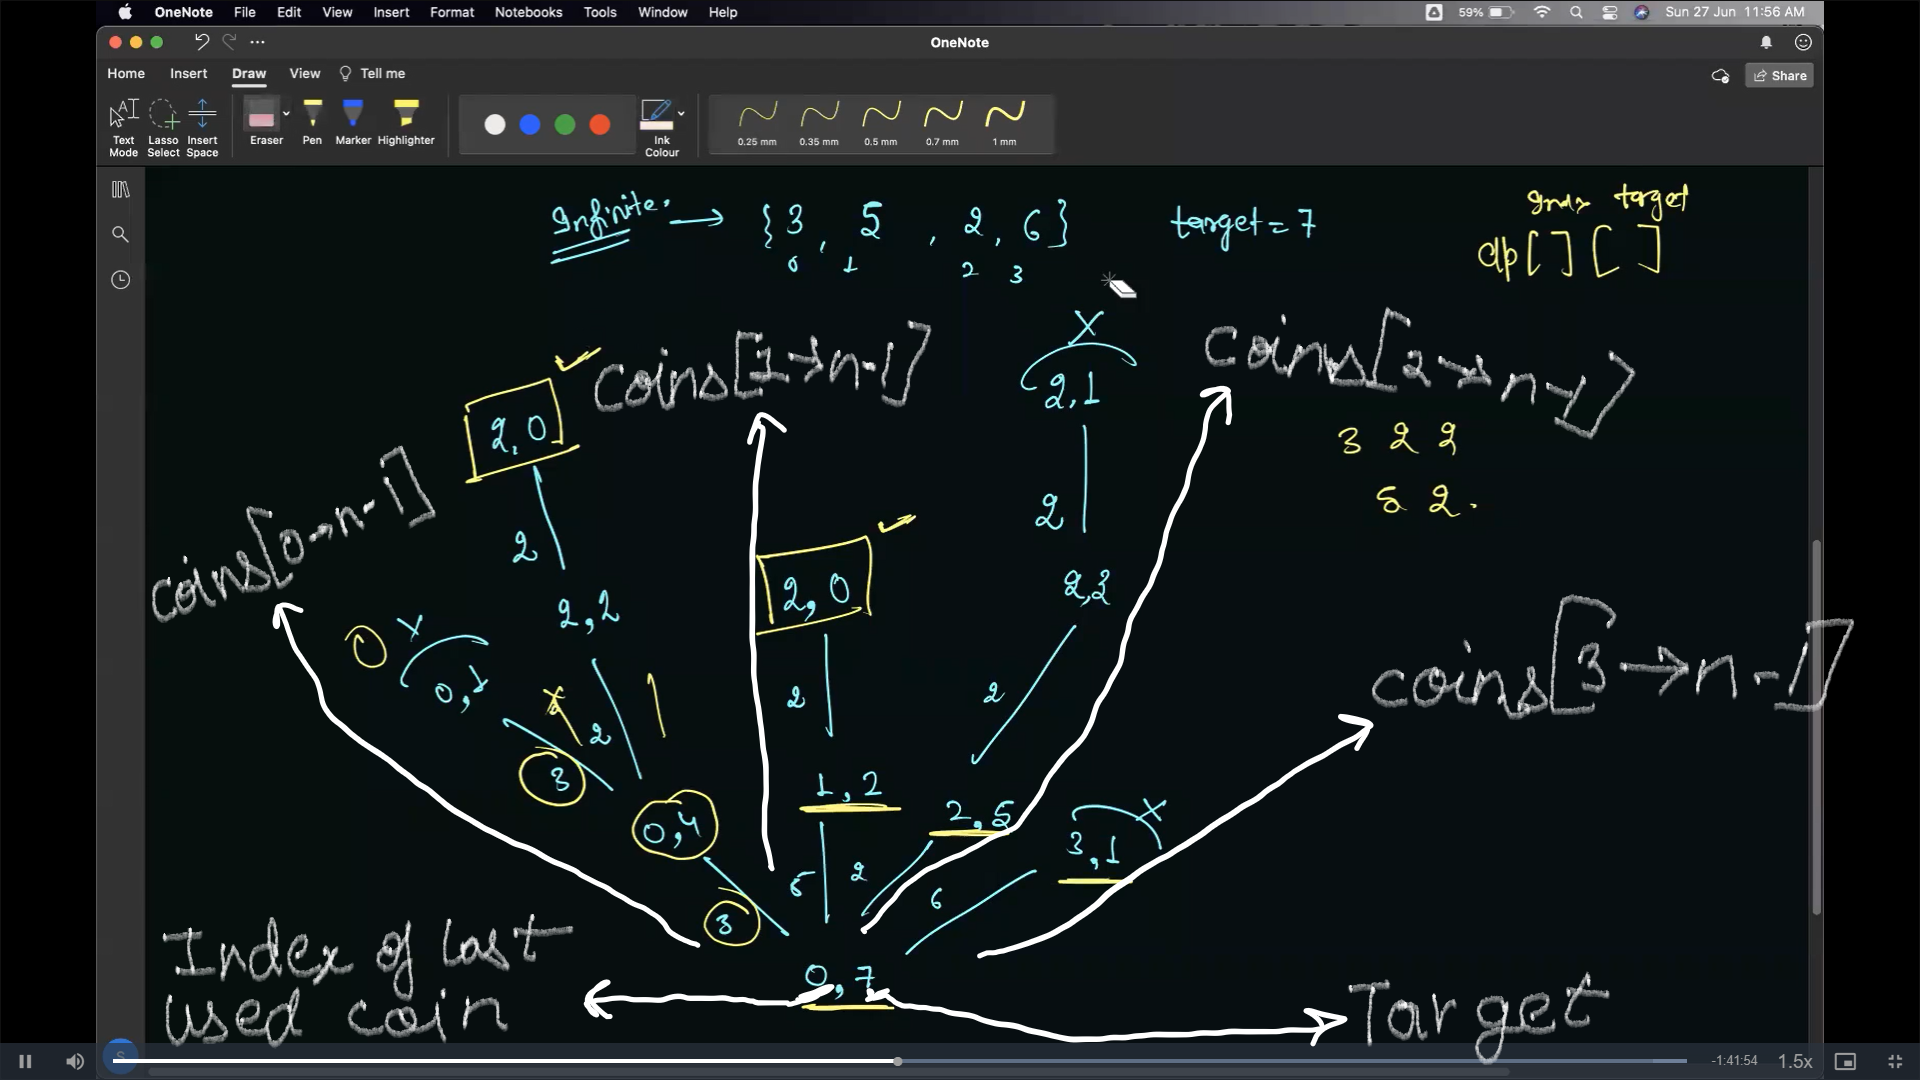 OneNote File Edit View Insert Format Notebooks Tools Window Help 59% Sun 27 Jun 11:56 AM
OneNote
Home Insert Draw View Tell me Share
Text Mode Lasso Select Insert Space Eraser Pen Marker Highlighter Ink Colour 0.25 mm 0.35 mm 0.5 mm 0.7 mm 1 mm
Infinite. → {3, 5, 2, 6} target = 7
0 1 2 3
Index target
dp[ ][ ]
coins[1→n-1]
coins[2→n-1]
X
2,1
2,0
3 2 2
5 2.
coins[0→n-1]
2
2
2,0
2,2
2,3
0 X
0,1
X 2
2
2
3
1,2
2,5
X
3,1
0,4
5
2
6
3
coins[3→n-1]
0,7
Index of last
used coin
Target
S
-1:41:54 1.5x